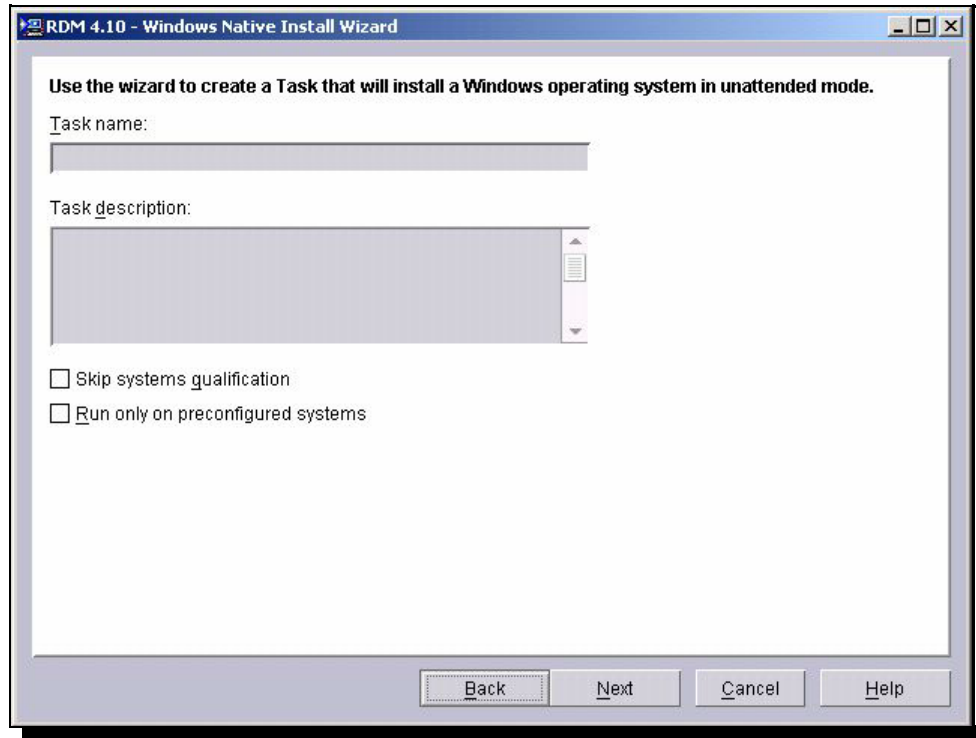 RDM 4.10 - Windows Native Install Wizard
Use the wizard to create a Task that will install a Windows operating system in unattended mode.
Task name:
Task description:
Skip systems qualification
Run only on preconfigured systems
Back Next Cancel Help